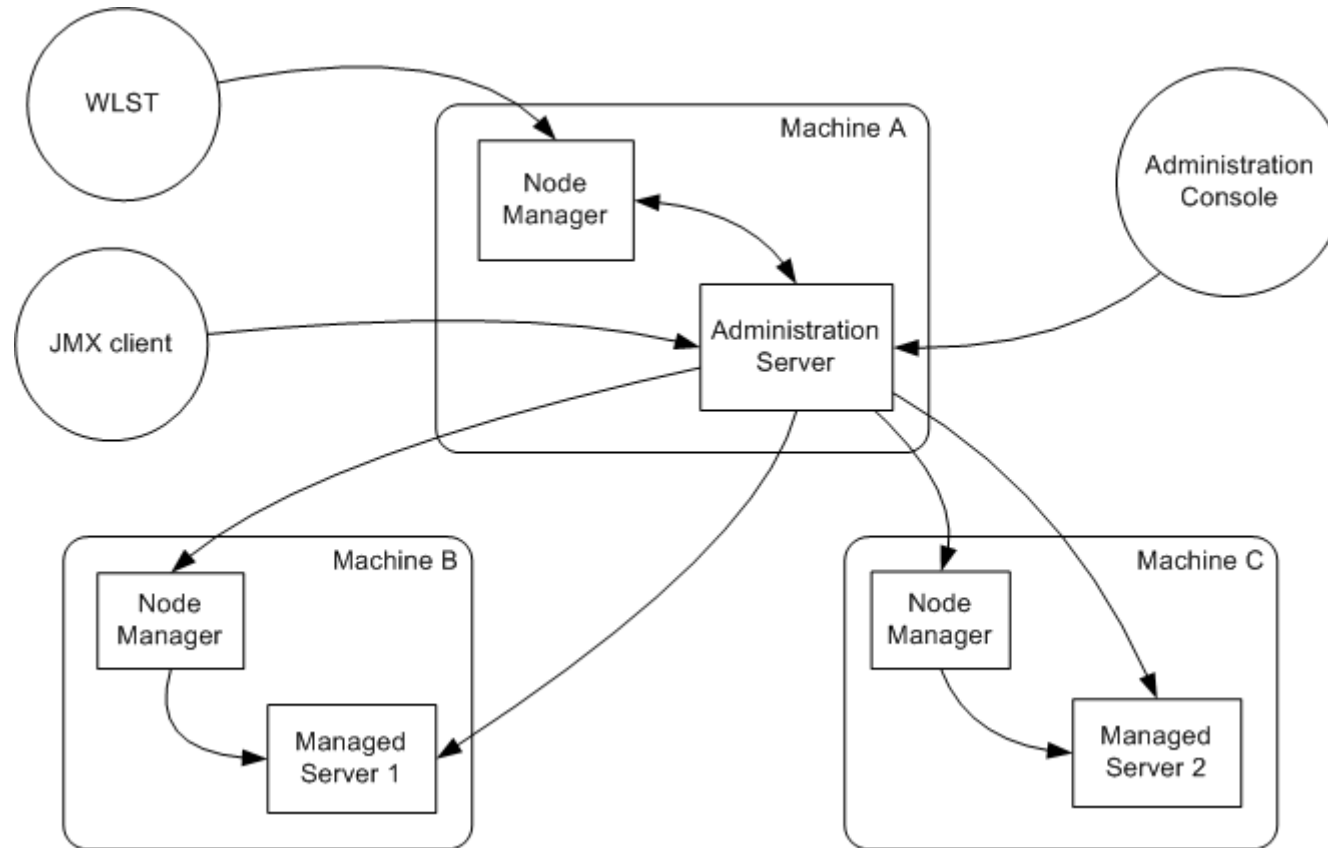 WLST
Machine A
Node
Manager
Administration
Console
JMX client
Administration
Server
Machine B
Node
Manager
Managed
Server 1
Machine C
Node
Manager
Managed
Server 2